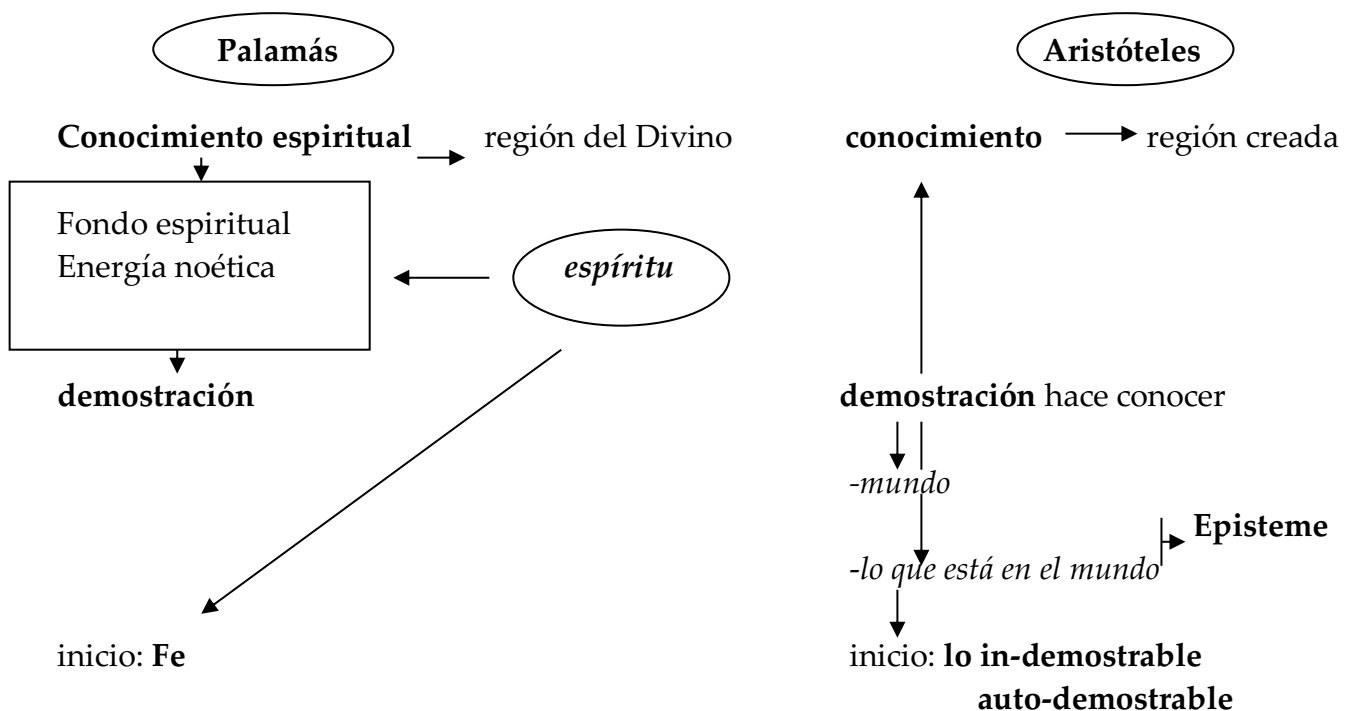 Palamás
Conocimiento espiritual
región del Divino
Fondo espiritual
Energía noética
espíritu
demostración
inicio: Fe
Aristóteles
conocimiento
región creada
demostración hace conocer
-mundo
-lo que está en el mundo
Episteme
inicio: lo in-demostrable
auto-demostrable